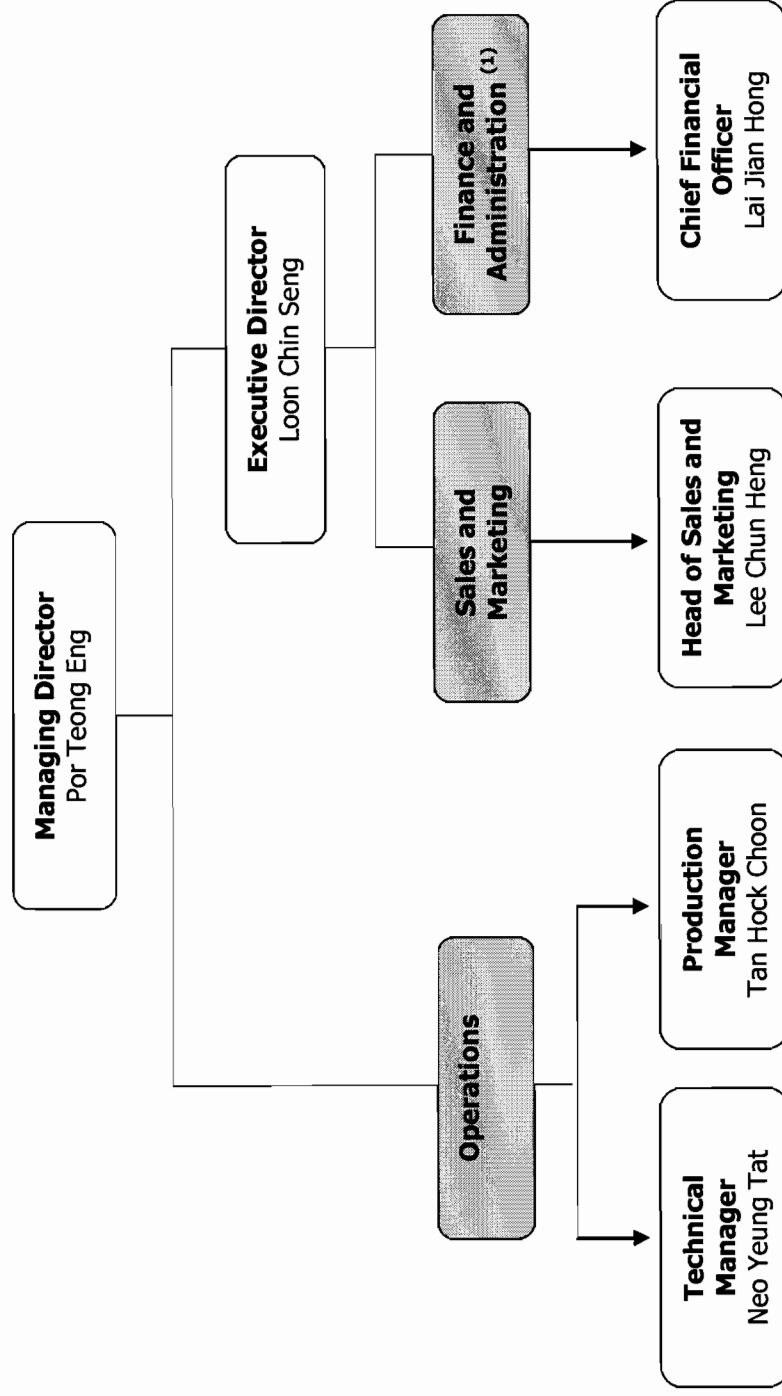 Managing Director
Por Teong Eng
Executive Director
Loon Chin Seng
Operations
Sales and
Marketing
Finance and
Administration (1)
Technical
Manager
Neo Yeung Tat
Production
Manager
Tan Hock Choon
Head of Sales and
Marketing
Lee Chun Heng
Chief Financial
Officer
Lai Jian Hong